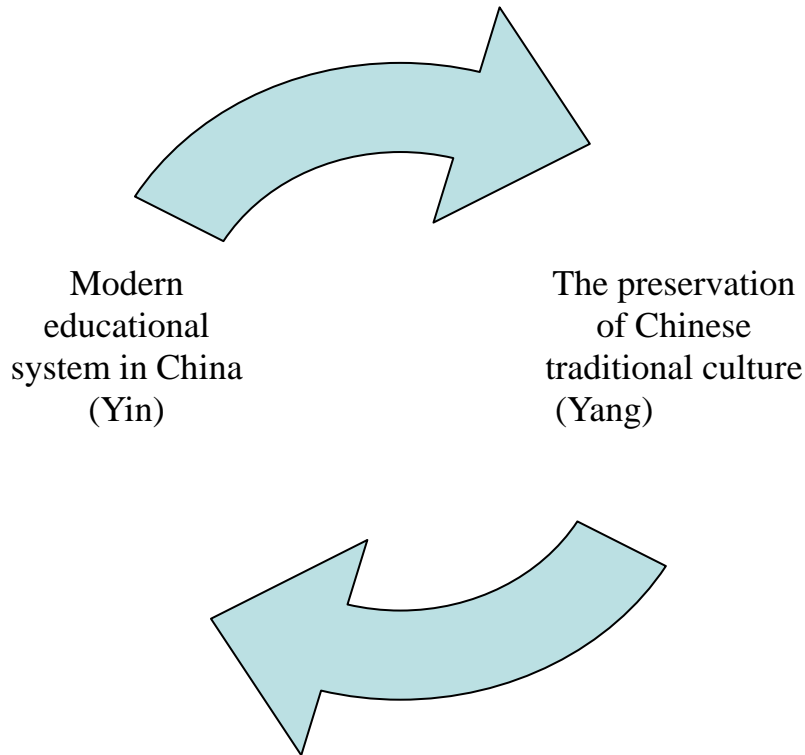 Modern
educational
system in China
(Yin)
The preservation
of Chinese
traditional culture
(Yang)